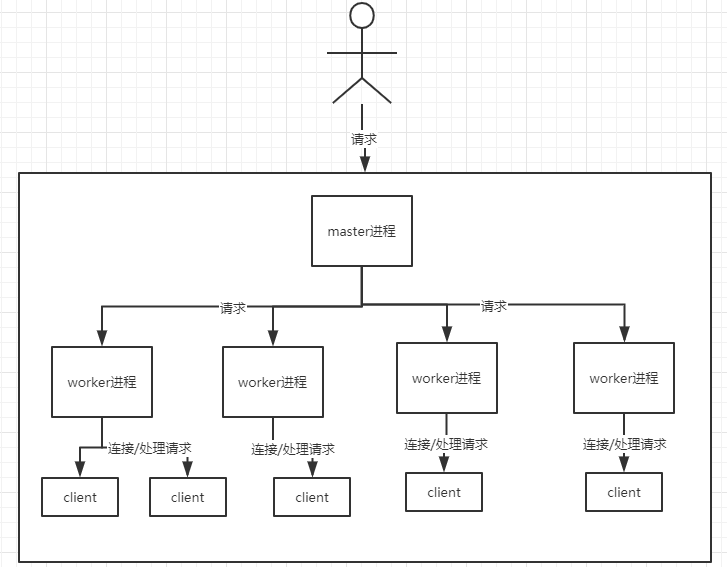 请求
master进程
请求
请求
worker进程
worker进程
worker进程
worker进程
连接/处理请求
连接/处理请求
连接/处理请求
连接/处理请求
client
client
client
client
client